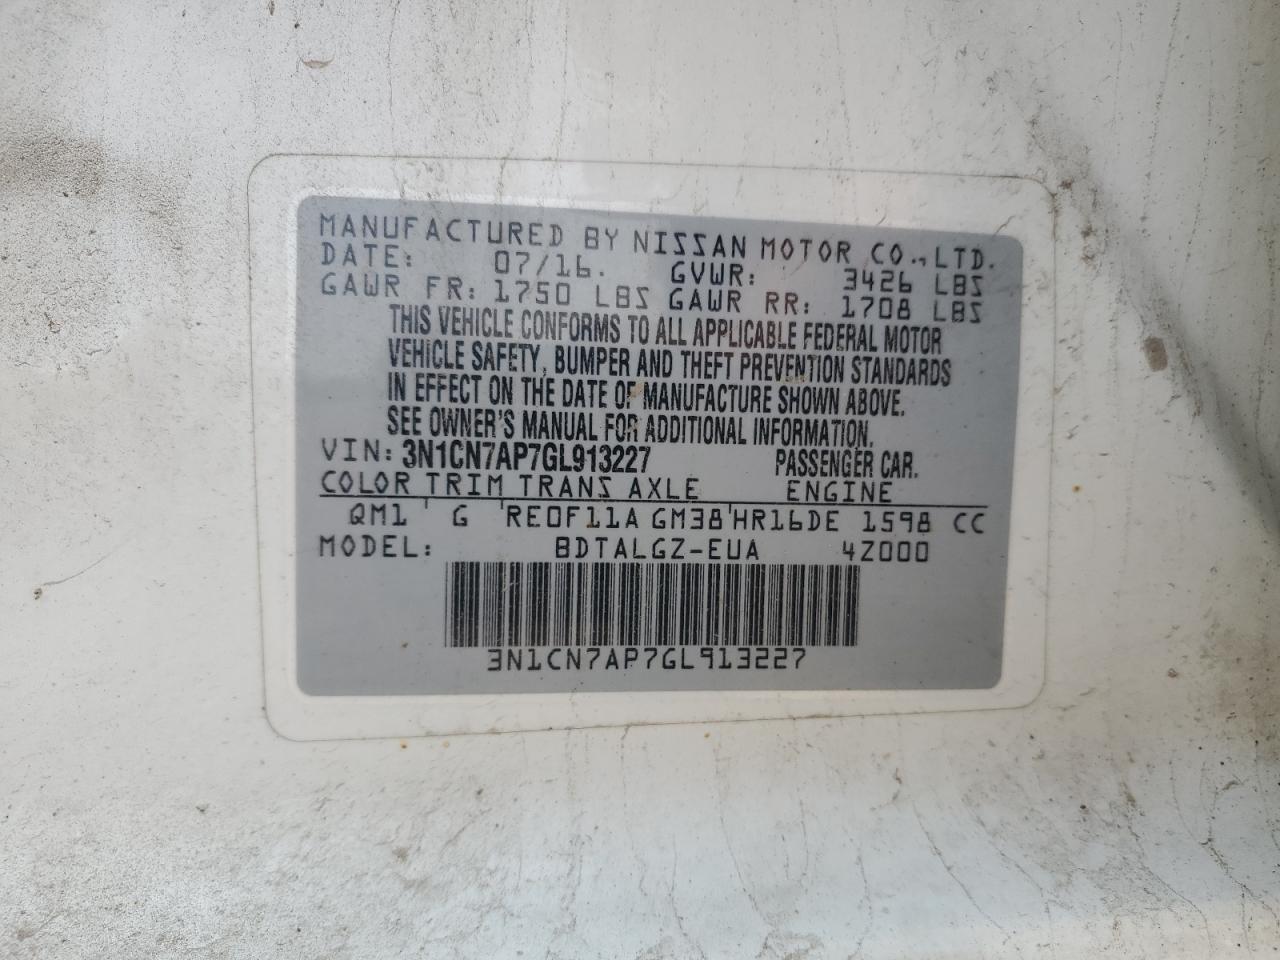 MANUFACTURED BY NISSAN MOTOR CO.,LTD.
DATE: 07/16. GVWR: 3426 LBS
GAWR FR: 1750 LBS GAWR RR: 1708 LBS
THIS VEHICLE CONFORMS TO ALL APPLICABLE FEDERAL MOTOR
VEHICLE SAFETY, BUMPER AND THEFT PREVENTION STANDARDS
IN EFFECT ON THE DATE OF MANUFACTURE SHOWN ABOVE.
SEE OWNER'S MANUAL FOR ADDITIONAL INFORMATION.
VIN: 3N1CN7AP7GL913227 PASSENGER CAR.
COLOR TRIM TRANS AXLE ENGINE
QM1 ' G 'RE0F11A GM38'HR16DE 1598 CC
MODEL: BDTALGZ-EUA 4Z000
3N1CN7AP7GL913227